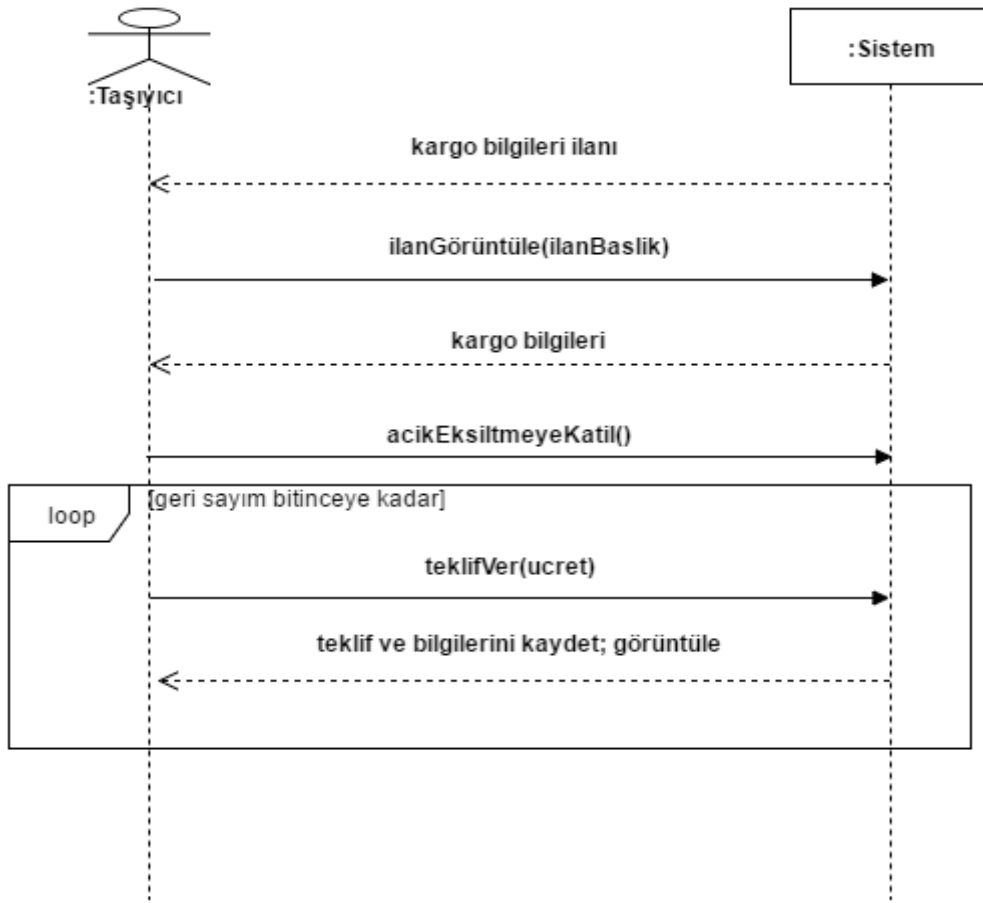 :Taşıyıcı
:Sistem
kargo bilgileri ilanı
ilanGörüntüle(ilanBaslik)
kargo bilgileri
acikEksiltmeyeKatil()
loop
[geri sayım bitinceye kadar]
teklifVer(ucret)
teklif ve bilgilerini kaydet; görüntüle